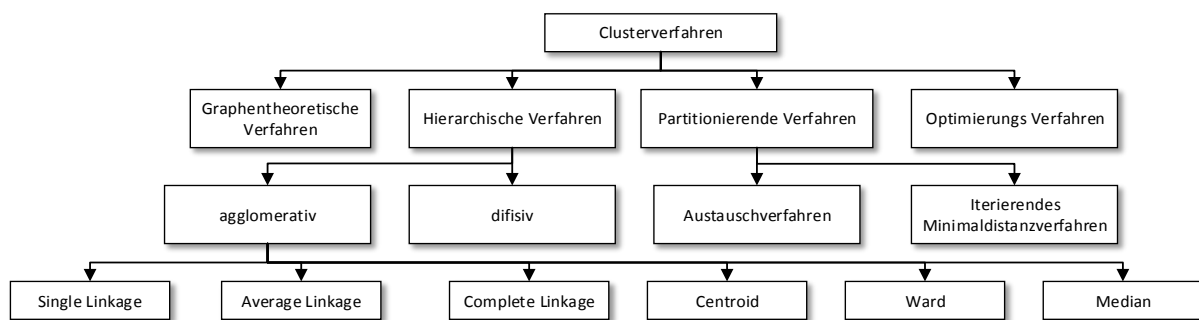 Clusterverfahren
Graphentheoretische
Verfahren
Hierarchische Verfahren
Partitionierende Verfahren
Optimierungs Verfahren
agglomerativ
difisiv
Austauschverfahren
Iterierendes
Minimaldistanzverfahren
Single Linkage
Average Linkage
Complete Linkage
Centroid
Ward
Median